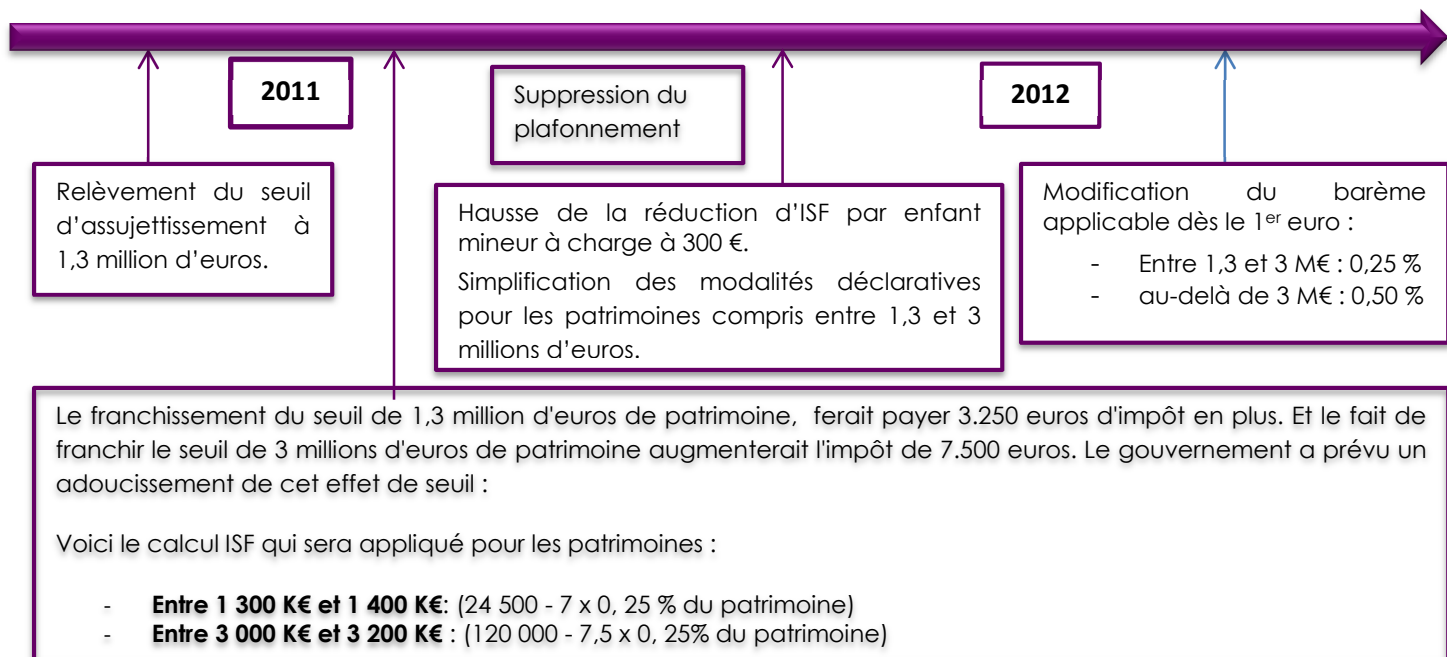 2011
Suppression du
plafonnement
2012
Relèvement du seuil
d'assujettissement à
1,3 million d'euros.
Hausse de la réduction d'ISF par enfant
mineur à charge à 300 €.
Simplification des modalités déclaratives
pour les patrimoines compris entre 1,3 et 3
millions d'euros.
Modification du barème
applicable dès le 1er euro :
- Entre 1,3 et 3 M€ : 0,25 %
- au-delà de 3 M€ : 0,50 %
Le franchissement du seuil de 1,3 million d'euros de patrimoine, ferait payer 3.250 euros d'impôt en plus. Et le fait de
franchir le seuil de 3 millions d'euros de patrimoine augmenterait l'impôt de 7.500 euros. Le gouvernement a prévu un
adoucissement de cet effet de seuil :
Voici le calcul ISF qui sera appliqué pour les patrimoines :
- Entre 1 300 K€ et 1 400 K€: (24 500 - 7 x 0, 25 % du patrimoine)
- Entre 3 000 K€ et 3 200 K€ : (120 000 - 7,5 x 0, 25% du patrimoine)